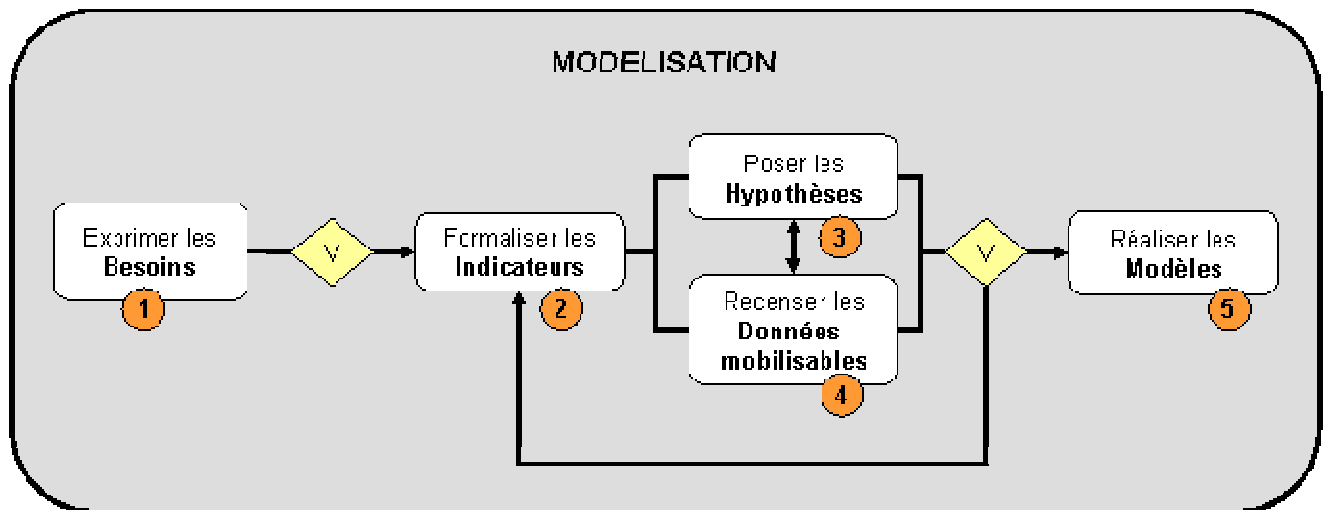 MODELISATION
Exprimer les
Besoins
1
V
Formaliser les
Indicateurs
2
Poser les
Hypothèses
3
Recenser les
Données
mobilisables
4
V
Réaliser les
Modèles
5